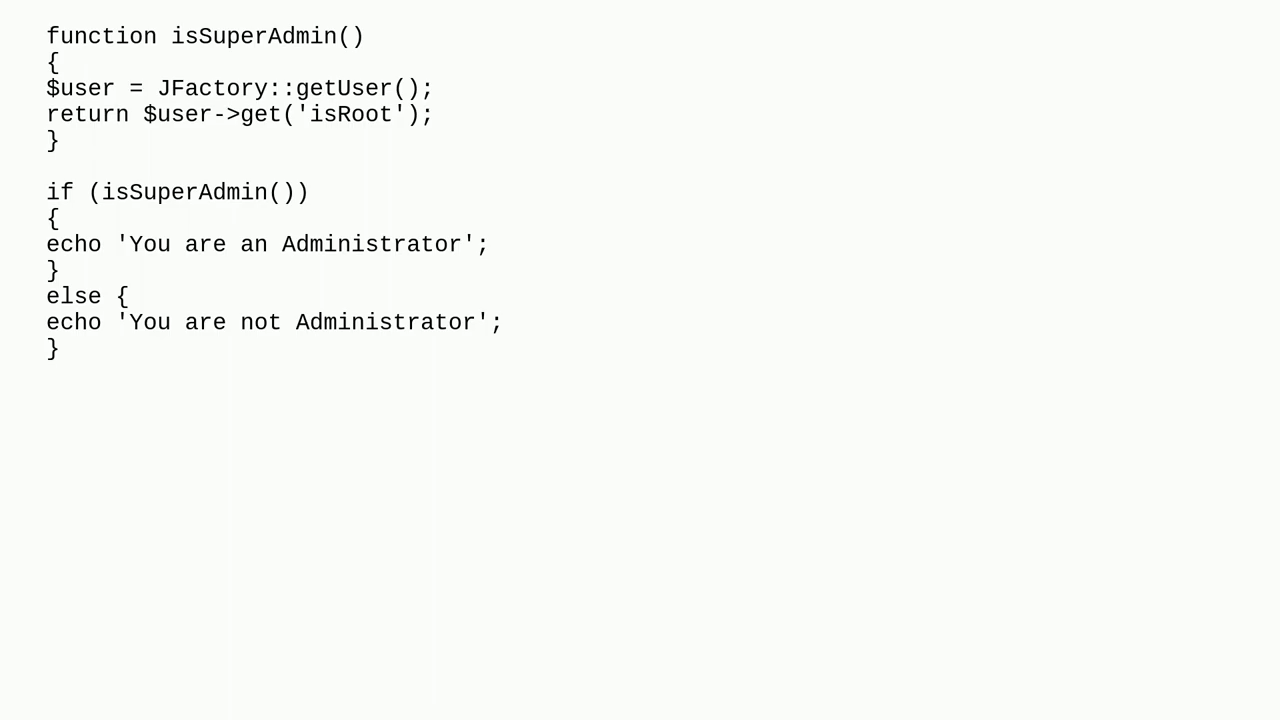 function isSuperAdmin()
{
$user = JFactory::getUser();
return $user->get('isRoot');
}

if (isSuperAdmin())
{
echo 'You are an Administrator';
}
else {
echo 'You are not Administrator';
}